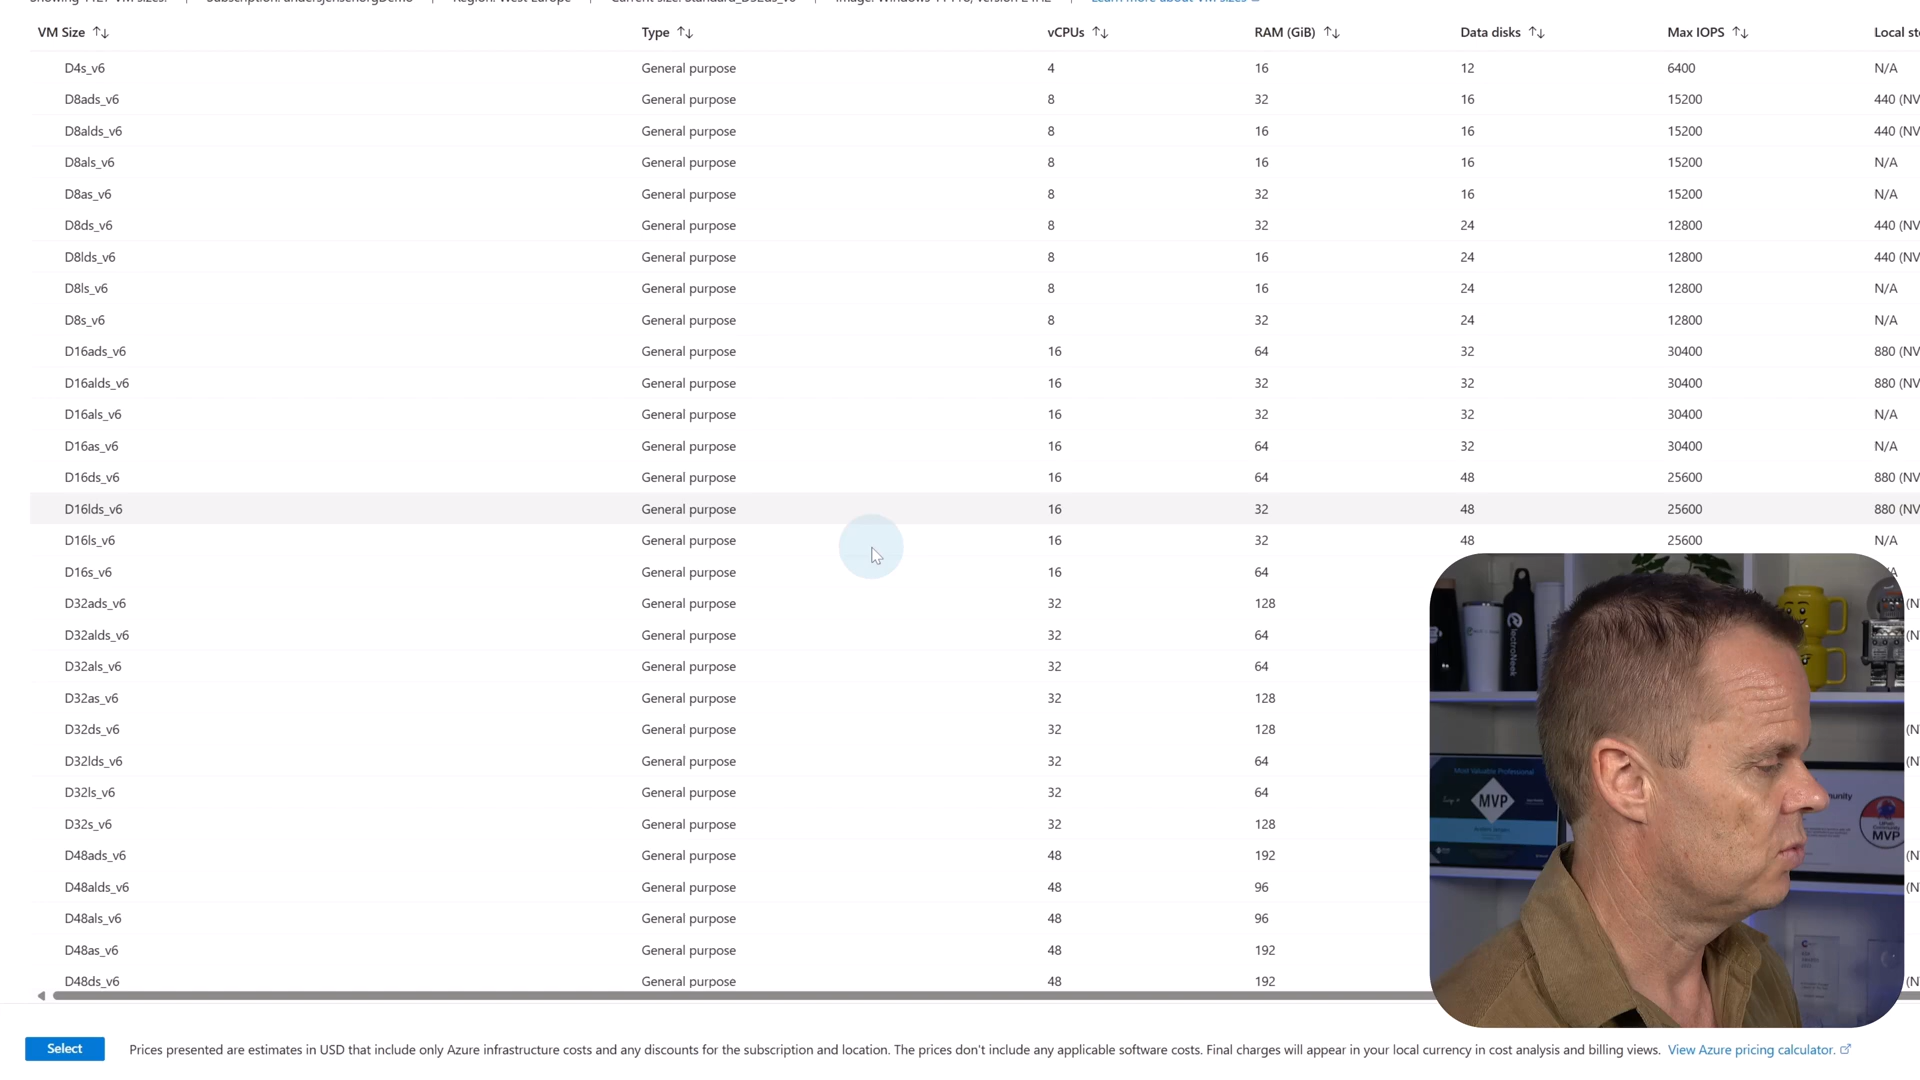 VM Size Type vCPUs RAM (GiB) Data disks Max IOPS Local st
D4s_v6 General purpose 4 16 12 6400 N/A
D8ads_v6 General purpose 8 32 16 15200 440 (NV
D8alds_v6 General purpose 8 16 16 15200 440 (NV
D8als_v6 General purpose 8 16 16 15200 N/A
D8as_v6 General purpose 8 32 16 15200 N/A
D8ds_v6 General purpose 8 32 24 12800 440 (NV
D8lds_v6 General purpose 8 16 24 12800 440 (NV
D8ls_v6 General purpose 8 16 24 12800 N/A
D8s_v6 General purpose 8 32 24 12800 N/A
D16ads_v6 General purpose 16 64 32 30400 880 (NV
D16alds_v6 General purpose 16 32 32 30400 880 (NV
D16als_v6 General purpose 16 32 32 30400 N/A
D16as_v6 General purpose 16 64 32 30400 N/A
D16ds_v6 General purpose 16 64 48 25600 880 (NV
D16lds_v6 General purpose 16 32 48 25600 880 (NV
D16ls_v6 General purpose 16 32 48 25600 N/A
D16s_v6 General purpose 16 64
D32ads_v6 General purpose 32 128
D32alds_v6 General purpose 32 64
D32als_v6 General purpose 32 64
D32as_v6 General purpose 32 128
D32ds_v6 General purpose 32 128
D32lds_v6 General purpose 32 64
D32ls_v6 General purpose 32 64
D32s_v6 General purpose 32 128
D48ads_v6 General purpose 48 192
D48alds_v6 General purpose 48 96
D48als_v6 General purpose 48 96
D48as_v6 General purpose 48 192
D48ds_v6 General purpose 48 192
lectroNeek
Most Valuable Professional
MVP
MVP
Select Prices presented are estimates in USD that include only Azure infrastructure costs and any discounts for the subscription and location. The prices don't include any applicable software costs. Final charges will appear in your local currency in cost analysis and billing views. View Azure pricing calculator.